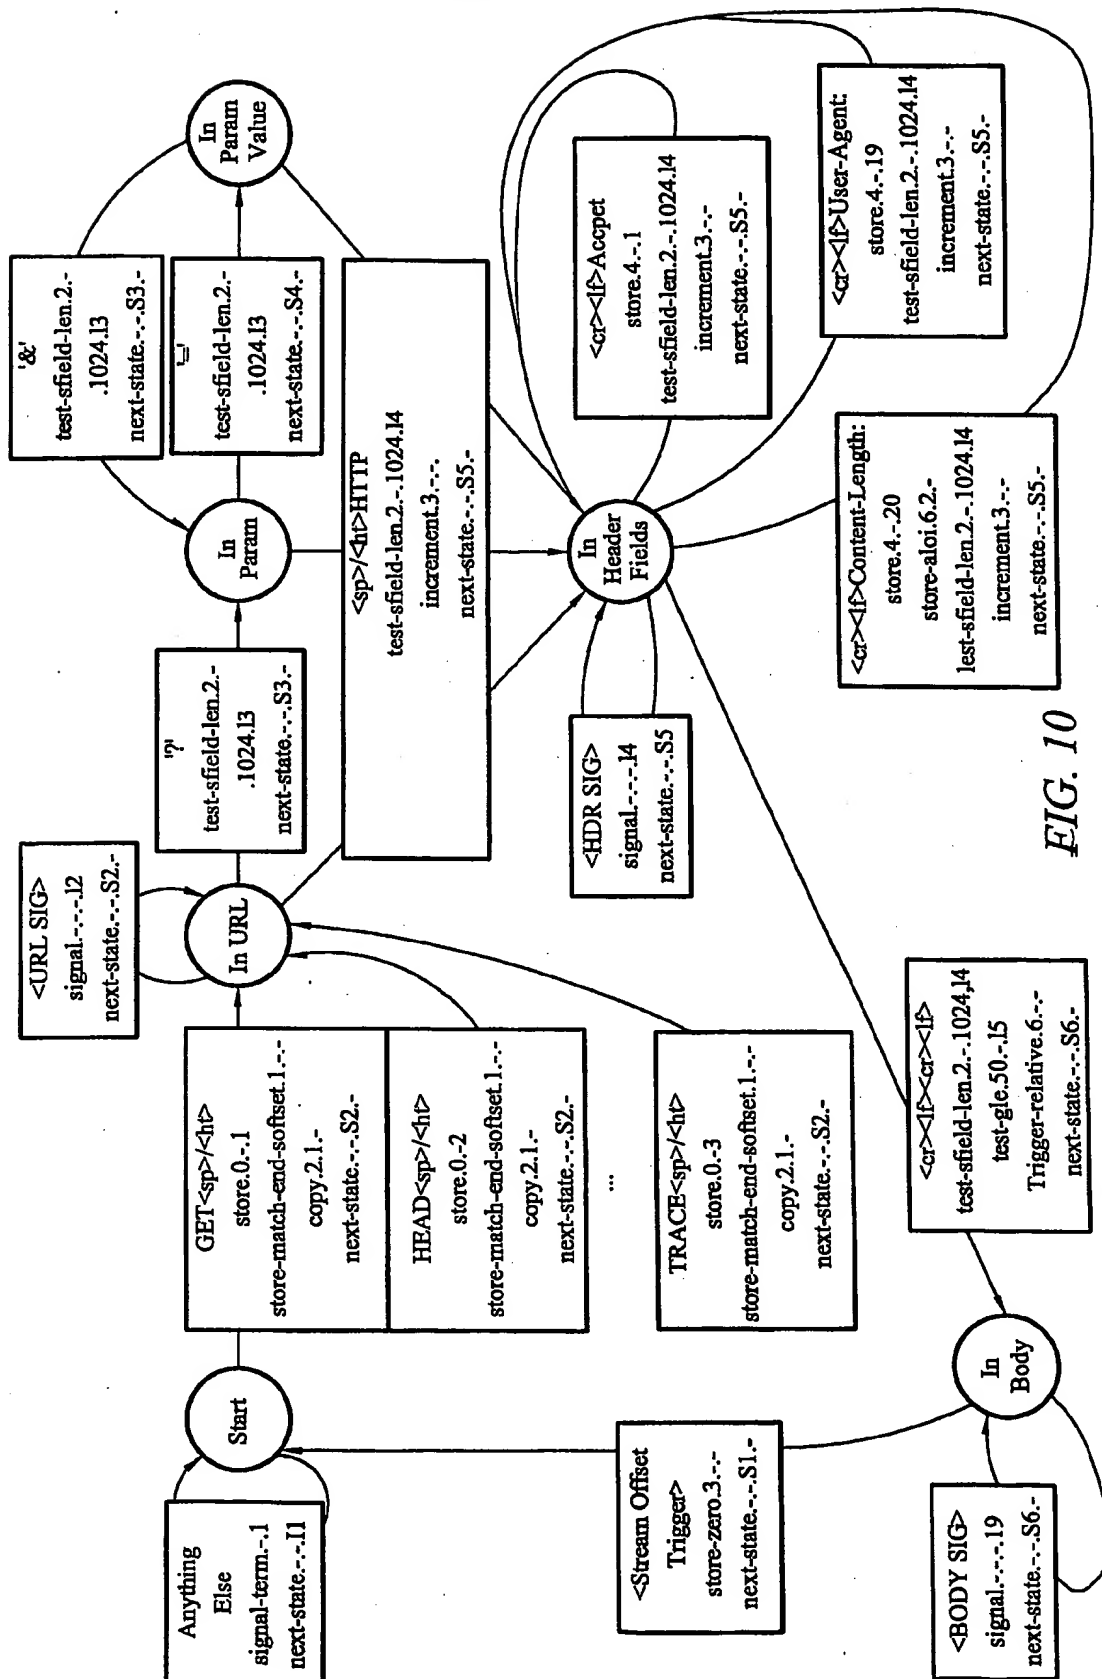 Anything
Else
signal-term.-.1
next-state.-.-.I1
Start
GET<sp>/<ht>
store.0.-.1
store-match-end-softset.1.-.-
copy.2.1.-
next-state.-.-.S2.-
HEAD<sp>/<ht>
store.0.-2
store-match-end-softset.1.-.-
copy.2.1.-
next-state.-.-.S2.-
...
TRACE<sp>/<ht>
store.0.-3
store-match-end-softset.1.-.-
copy.2.1.-
next-state.-.-.S2.-
<URL SIG>
signal.-.-.-.I2
next-state.-.-.S2.-
In URL
'?'
test-sfield-len.2.-
.1024.I3
next-state.-.-.S3.-
In
Param
'&'
test-sfield-len.2.-
.1024.I3
next-state.-.-.S3.-
'='
test-sfield-len.2.-
.1024.I3
next-state.-.-.S4.-
In
Param
Value
<sp>/<ht>HTTP
test-sfield-len.2.-.1024.I4
increment.3.-.-.
next-state.-.-.S5.-
<HDR SIG>
signal.-.-.-.I4
next-state.-.-.S5
In
Header
Fields
<cr><lf>Accpet
store.4.-.1
test-sfield-len.2.-.1024.I4
increment.3.-.-
next-state.-.-.S5.-
<cr><lf>User-Agent:
store.4.-.19
test-sfield-len.2.-.1024.I4
increment.3.-.-
next-state.-.-.S5.-
<cr><lf>Content-Length:
store.4.-.20
store-aloi.6.2.-
lest-sfield-len.2.-.1024.I4
increment.3.-.-
next-state.-.-.S5.-
<cr><lf><cr><lf>
test-sfield-len.2.-.1024,I4
test-gle.50.-.I5
Trigger-relative.6.-.-
next-state.-.-.S6.-
In
Body
<Stream Offset
Trigger>
store-zero.3.-.-
next-state.-.-.S1.-
<BODY SIG>
signal.-.-.-.19
next-state.-.-.S6.-
FIG. 10